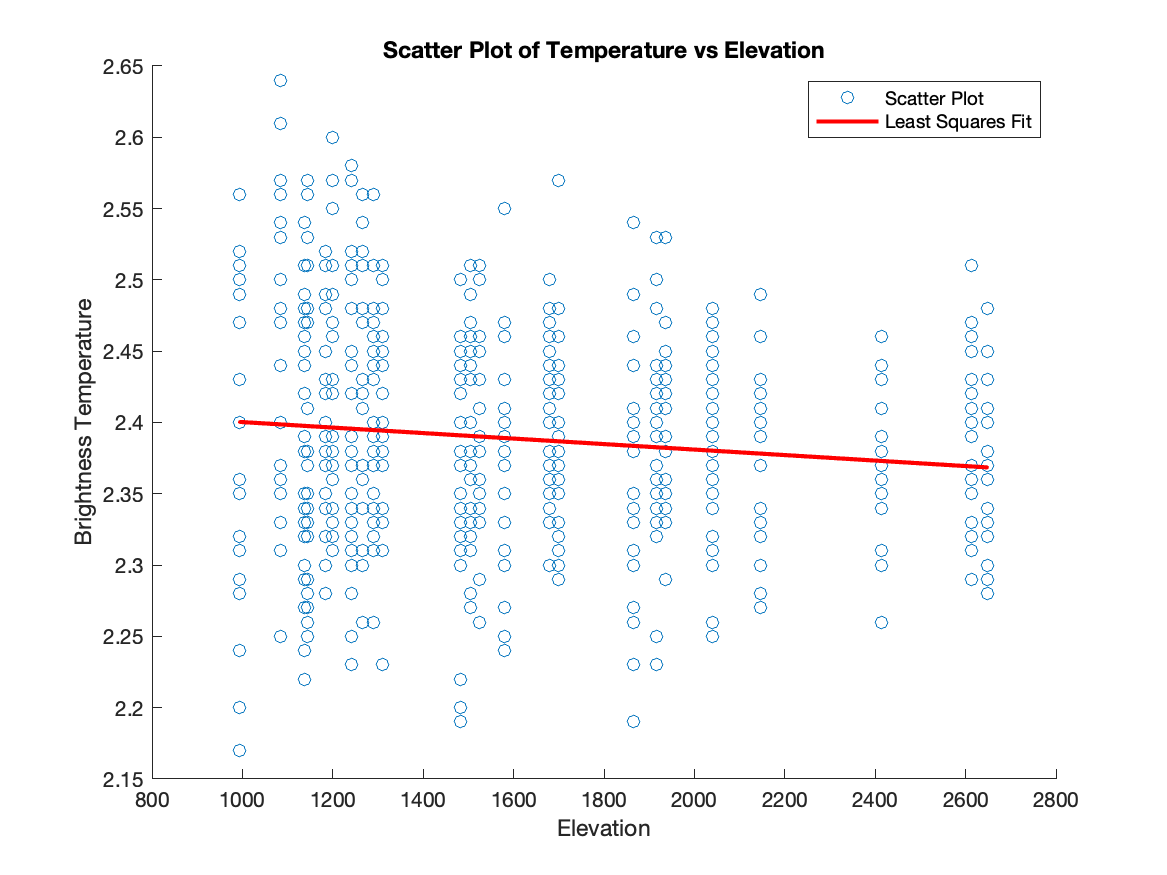 Scatter Plot of Temperature vs Elevation
Scatter Plot
Least Squares Fit
2.65
2.6
2.55
2.5
2.45
2.4
2.35
2.3
2.25
2.2
2.15
Brightness Temperature
800 1000 1200 1400 1600 1800 2000 2200 2400 2600 2800
Elevation